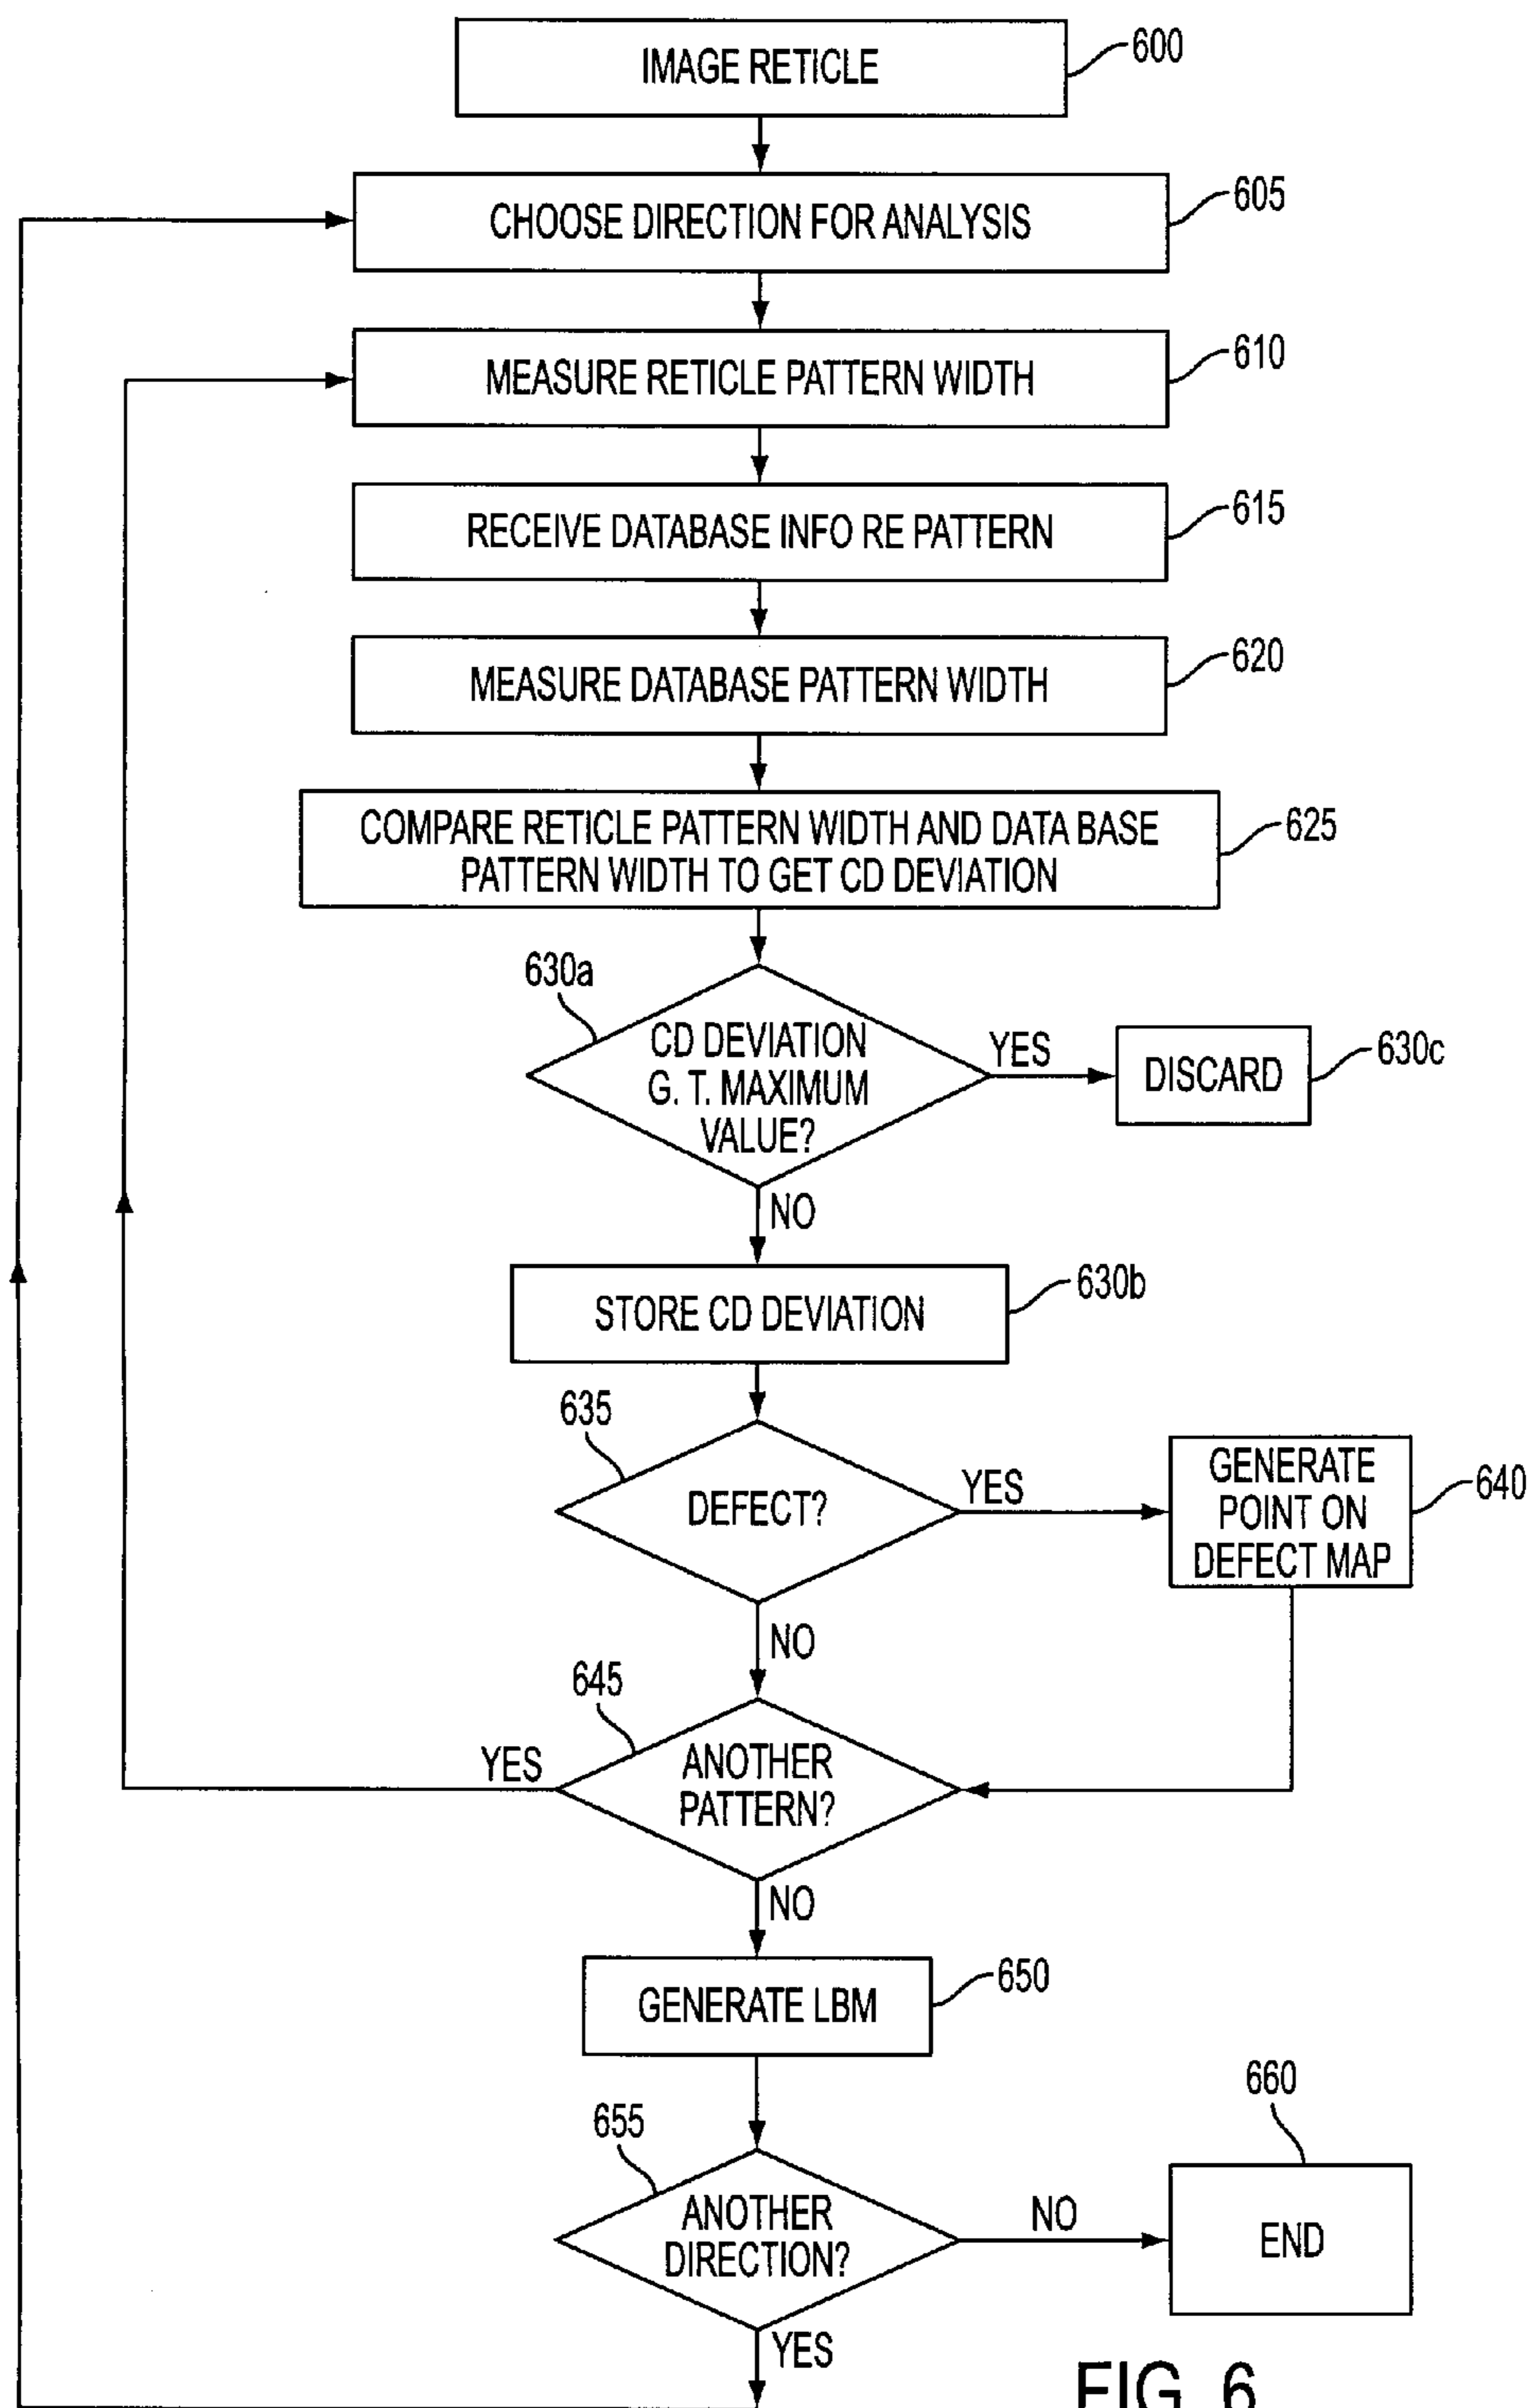 IMAGE RETICLE
600
CHOOSE DIRECTION FOR ANALYSIS
605
MEASURE RETICLE PATTERN WIDTH
610
RECEIVE DATABASE INFO RE PATTERN
615
MEASURE DATABASE PATTERN WIDTH
620
COMPARE RETICLE PATTERN WIDTH AND DATA BASE
PATTERN WIDTH TO GET CD DEVIATION
625
630a
CD DEVIATION
G. T. MAXIMUM
VALUE?
YES
DISCARD
630c
NO
STORE CD DEVIATION
630b
635
DEFECT?
YES
GENERATE
POINT ON
DEFECT MAP
640
NO
645
YES
ANOTHER
PATTERN?
NO
GENERATE LBM
650
655
ANOTHER
DIRECTION?
NO
660
END
YES
FIG. 6